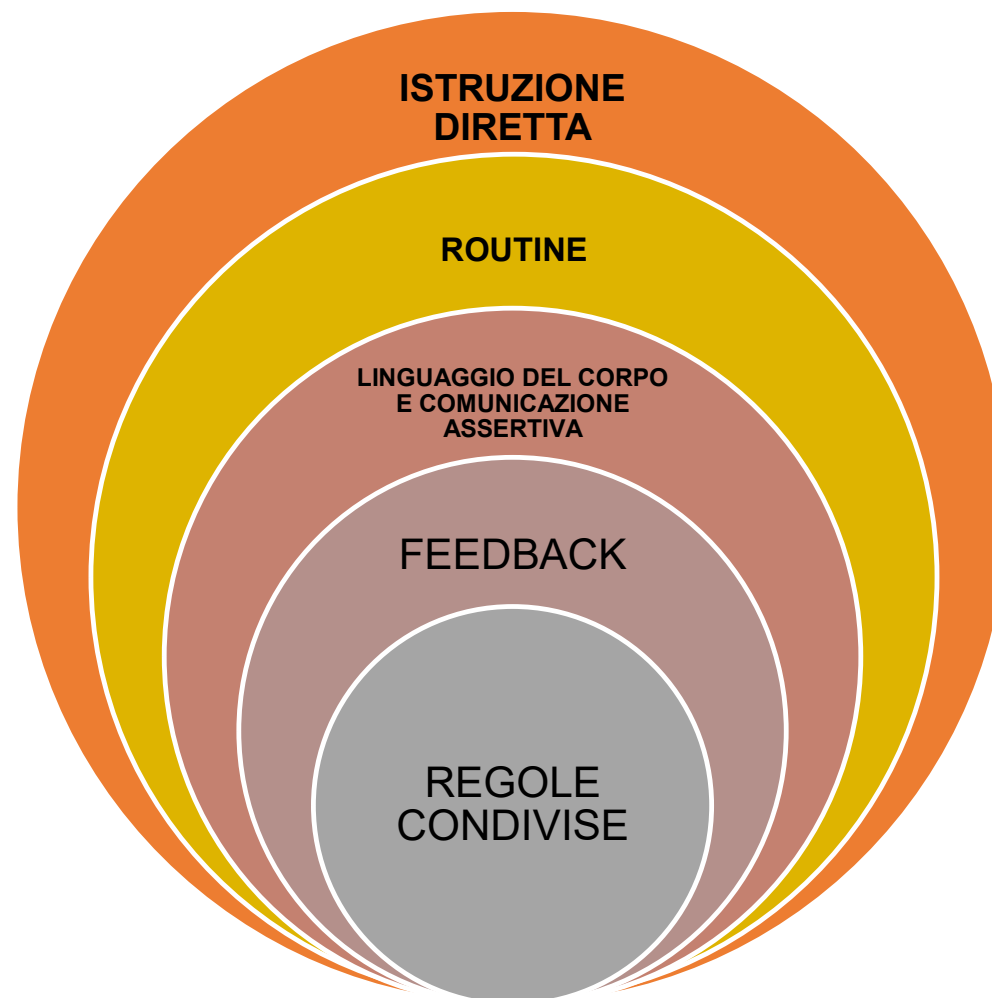 ISTRUZIONE
DIRETTA
ROUTINE
LINGUAGGIO DEL CORPO
E COMUNICAZIONE
ASSERTIVA
FEEDBACK
REGOLE
CONDIVISE